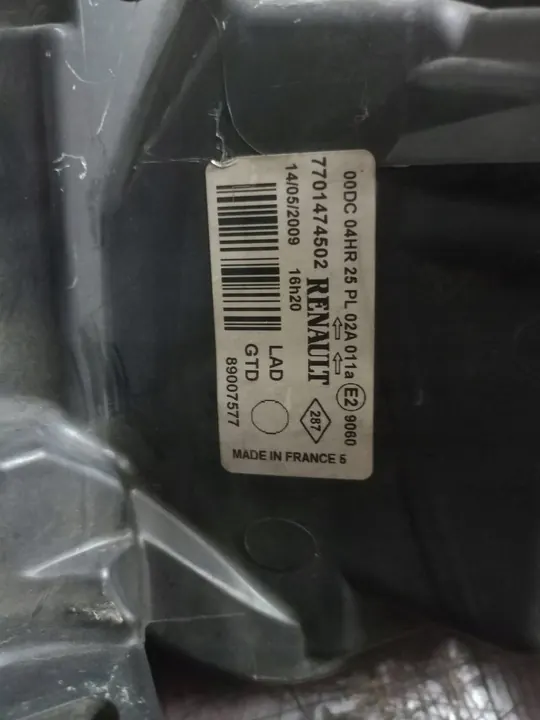 00DC 04HR 25 PL 02A 011a E2 9060
7701474502 RENAULT 287
14/05/2009 16h20
LAD
GTD
89007577
MADE IN FRANCE 5